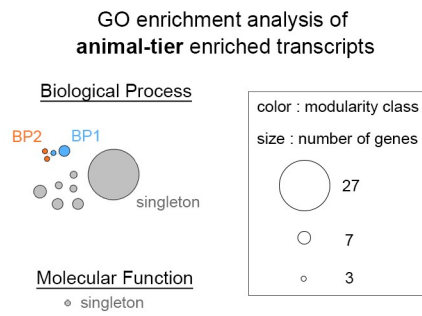 GO enrichment analysis of
animal-tier enriched transcripts
Biological Process
BP2 BP1
singleton
Molecular Function
singleton
color : modularity class
size : number of genes
27
7
3